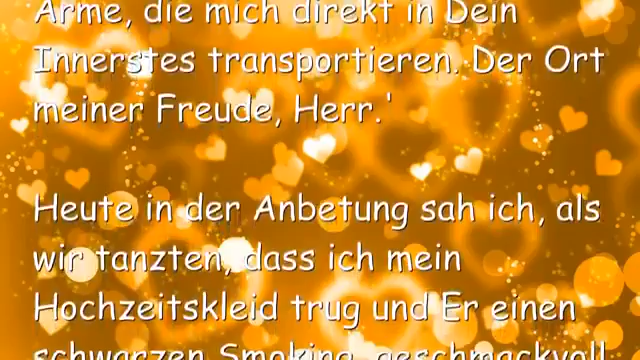 Arme, die mich direkt in Dein
Innerstes transportieren. Der Ort
meiner Freude, Herr.'
Heute in der Anbetung sah ich, als
wir tanzten, dass ich mein
Hochzeitskleid trug und Er einen
schwarzen Smoking, geschmackvoll